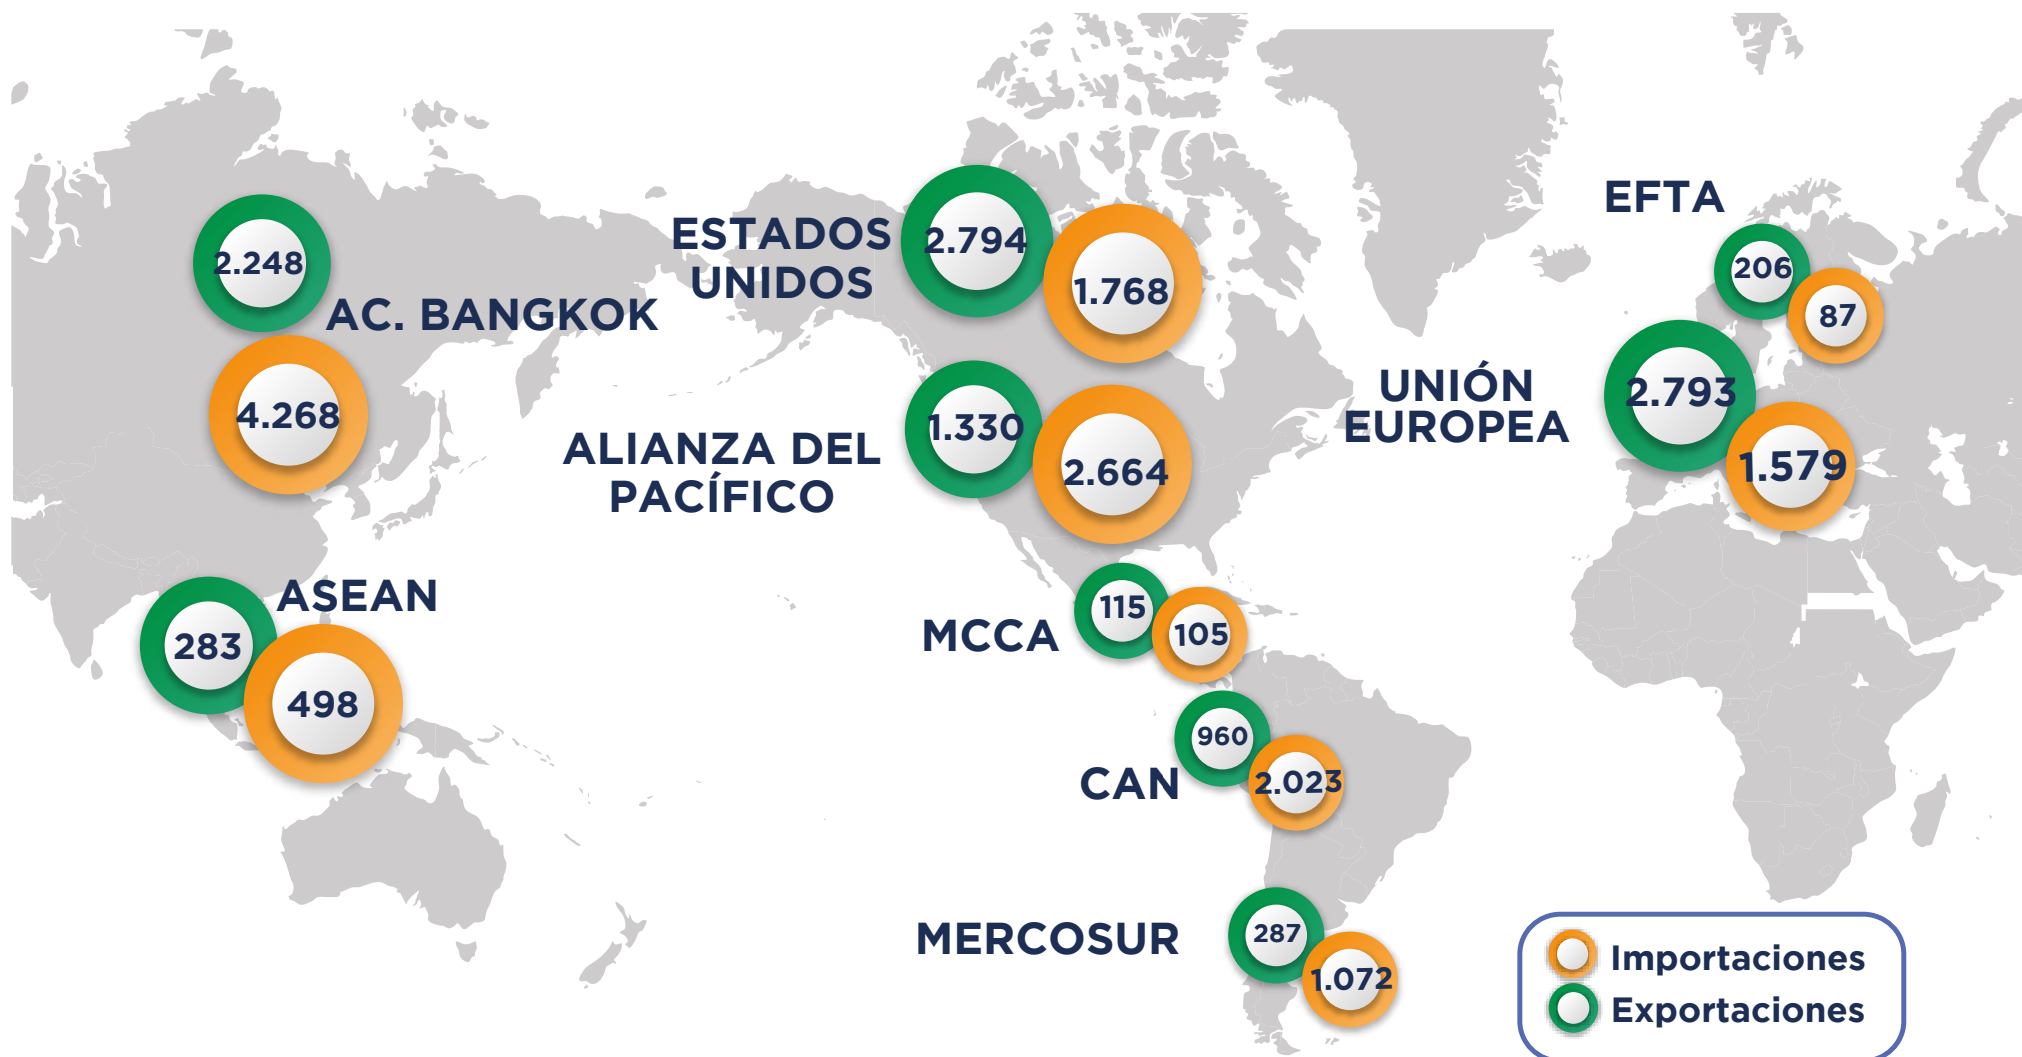 EFTA
206
87
ESTADOS
UNIDOS
2.794
1.768
2.248
AC. BANGKOK
4.268
UNIÓN
EUROPEA
2.793
1.579
ALIANZA DEL
PACÍFICO
1.330
2.664
ASEAN
283
498
MCCA
115
105
CAN
960
2.023
MERCOSUR
287
1.072
Importaciones
Exportaciones